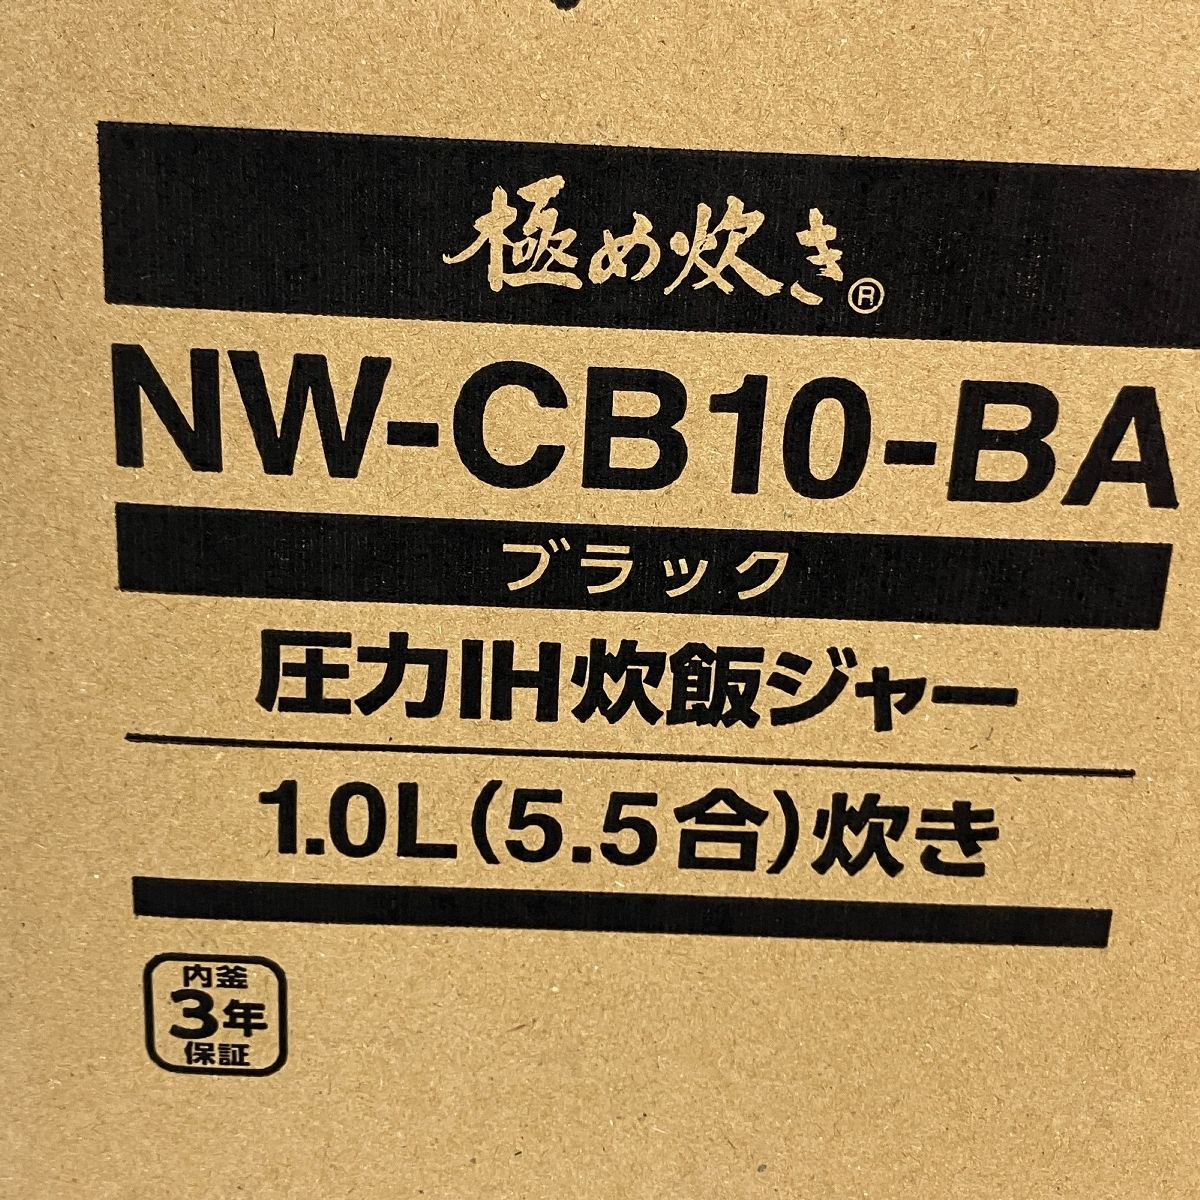 極め炊き®
NW-CB10-BA
ブラック
圧力IH炊飯ジャー
1.0L(5.5合)炊き
内釜
3年
保証